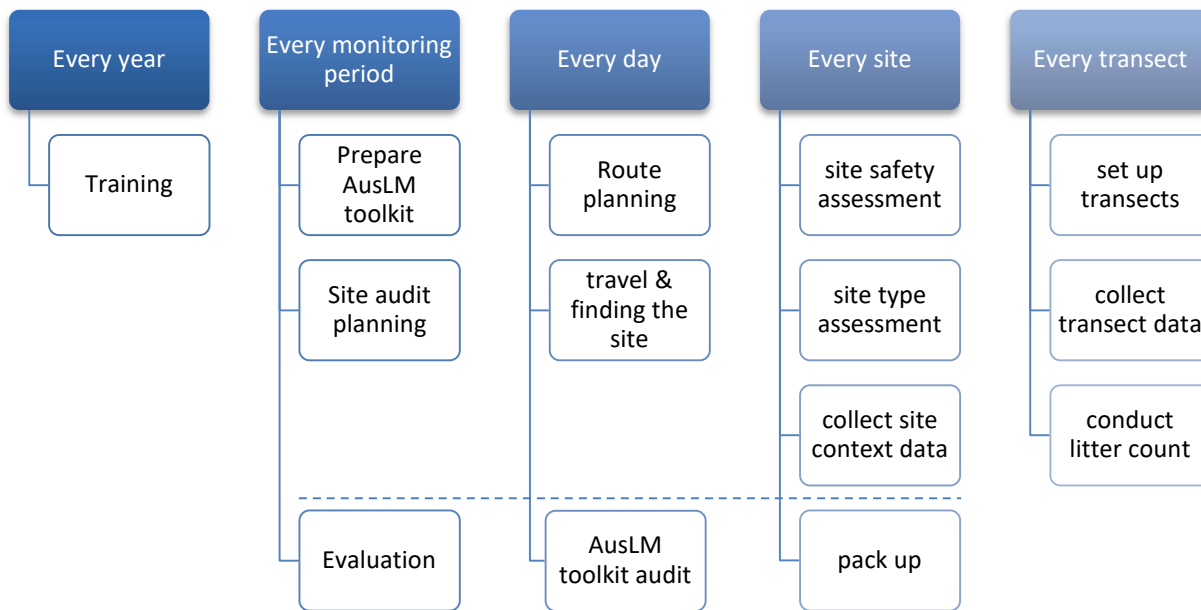 Every year
Training
Every monitoring
period
Prepare
AusLM
toolkit
Site audit
planning
Evaluation
Every day
Route
planning
travel &
finding the
site
AusLM
toolkit audit
Every site
site safety
assessment
site type
assessment
collect site
context data
pack up
Every transect
set up
transects
collect
transect data
conduct
litter count